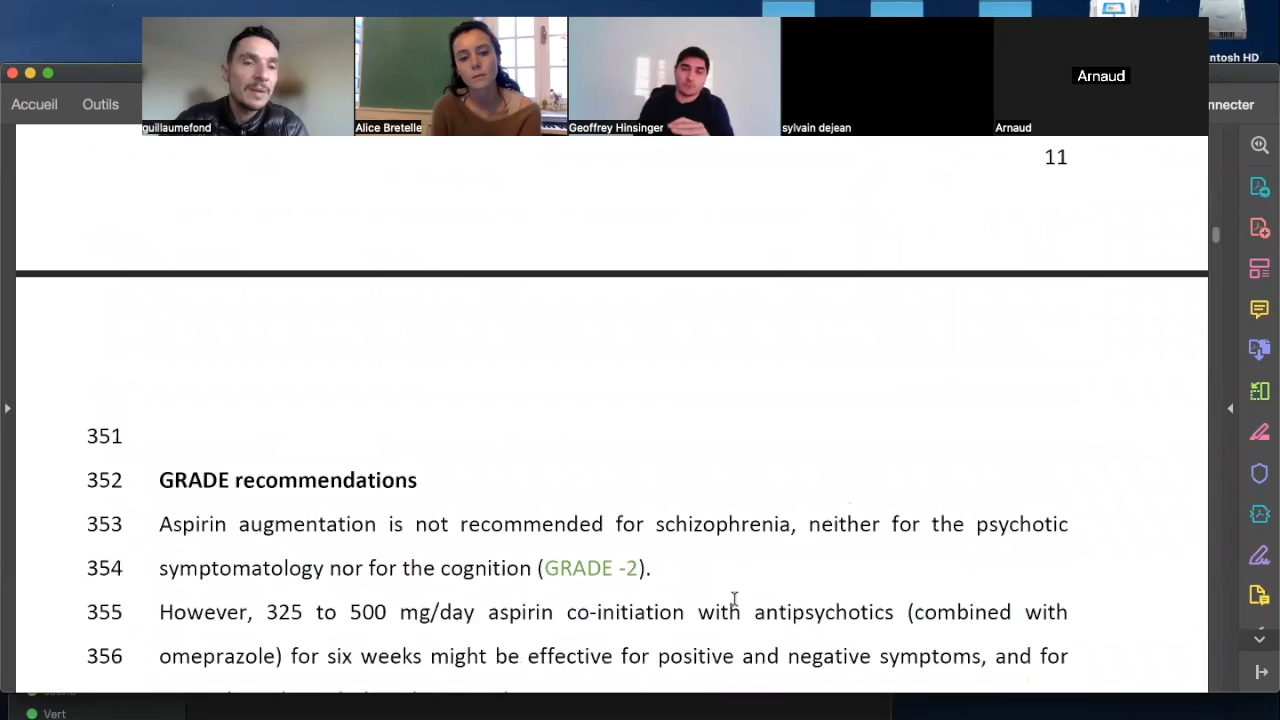 ntosh HD
Accueil Outils
guillaumefond
Alice Bretelle
Geoffrey Hinsinger
sylvain dejean
Arnaud
Arnaud
nnecter
11
351
352 GRADE recommendations
353 Aspirin augmentation is not recommended for schizophrenia, neither for the psychotic
354 symptomatology nor for the cognition (GRADE -2).
355 However, 325 to 500 mg/day aspirin co-initiation with antipsychotics (combined with
356 omeprazole) for six weeks might be effective for positive and negative symptoms, and for
Vert